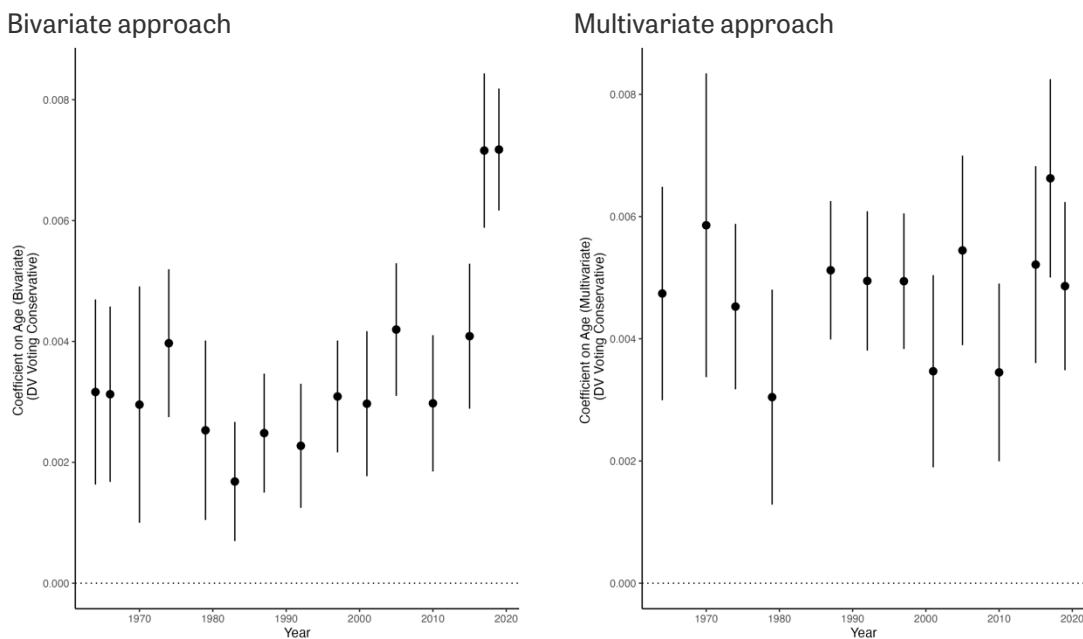 Bivariate approach
Coefficient on Age (Bivariate)
(DV Voting Conservative)
0.008
0.006
0.004
0.002
0.000
1970 1980 1990 2000 2010 2020
Year
Multivariate approach
Coefficient on Age (Multivariate)
(DV Voting Conservative)
0.008
0.006
0.004
0.002
0.000
1970 1980 1990 2000 2010 2020
Year